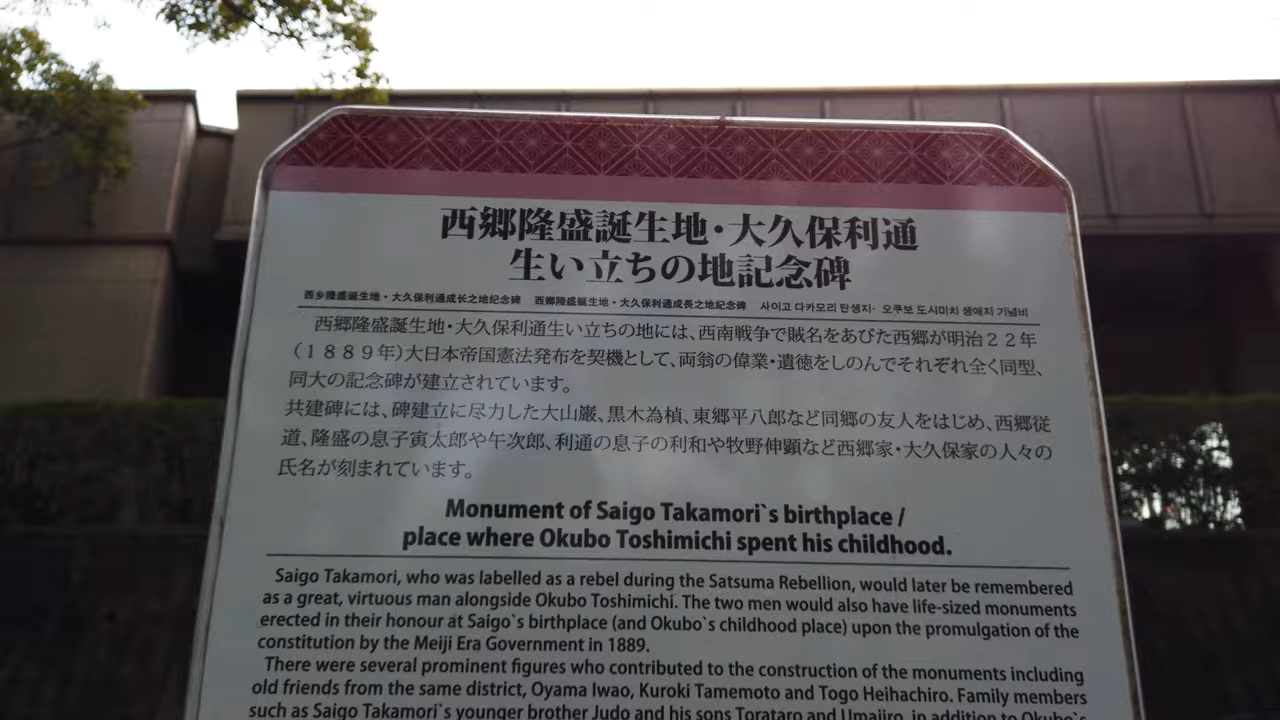 西郷隆盛誕生地・大久保利通
生い立ちの地記念碑
西乡隆盛诞生地・大久保利通成长之地纪念碑　西鄉隆盛誕生地・大久保利通成長之地紀念碑　사이고 다카모리 탄생지· 오쿠보 도시미치 생애지 기념비
西郷隆盛誕生地・大久保利通生い立ちの地には、西南戦争で賊名をあびた西郷が明治２２年
（１８８９年）大日本帝国憲法発布を契機として、両翁の偉業・遺徳をしのんでそれぞれ全く同型、
同大の記念碑が建立されています。
共建碑には、碑建立に尽力した大山巌、黒木為楨、東郷平八郎など同郷の友人をはじめ、西郷従
道、隆盛の息子寅太郎や午次郎、利通の息子の利和や牧野伸顕など西郷家・大久保家の人々の
氏名が刻まれています。
Monument of Saigo Takamori`s birthplace /
place where Okubo Toshimichi spent his childhood.
Saigo Takamori, who was labelled as a rebel during the Satsuma Rebellion, would later be remembered
as a great, virtuous man alongside Okubo Toshimichi. The two men would also have life-sized monuments
erected in their honour at Saigo`s birthplace (and Okubo`s childhood place) upon the promulgation of the
constitution by the Meiji Era Government in 1889.
There were several prominent figures who contributed to the construction of the monuments including
old friends from the same district, Oyama Iwao, Kuroki Tamemoto and Togo Heihachiro. Family members
such as Saigo Takamori`s younger brother Judo and his sons Torataro and Umajiro, in addition to Okubo`s